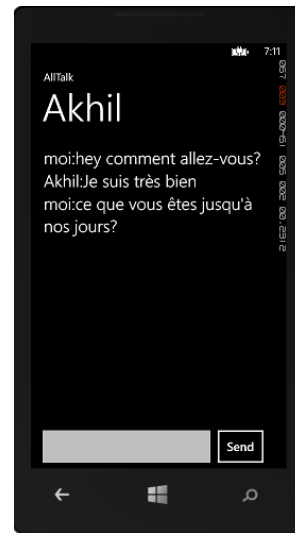 7:11
AllTalk
Akhil
moi:hey comment allez-vous?
Akhil:Je suis très bien
moi:ce que vous êtes jusqu'à
nos jours?
Send